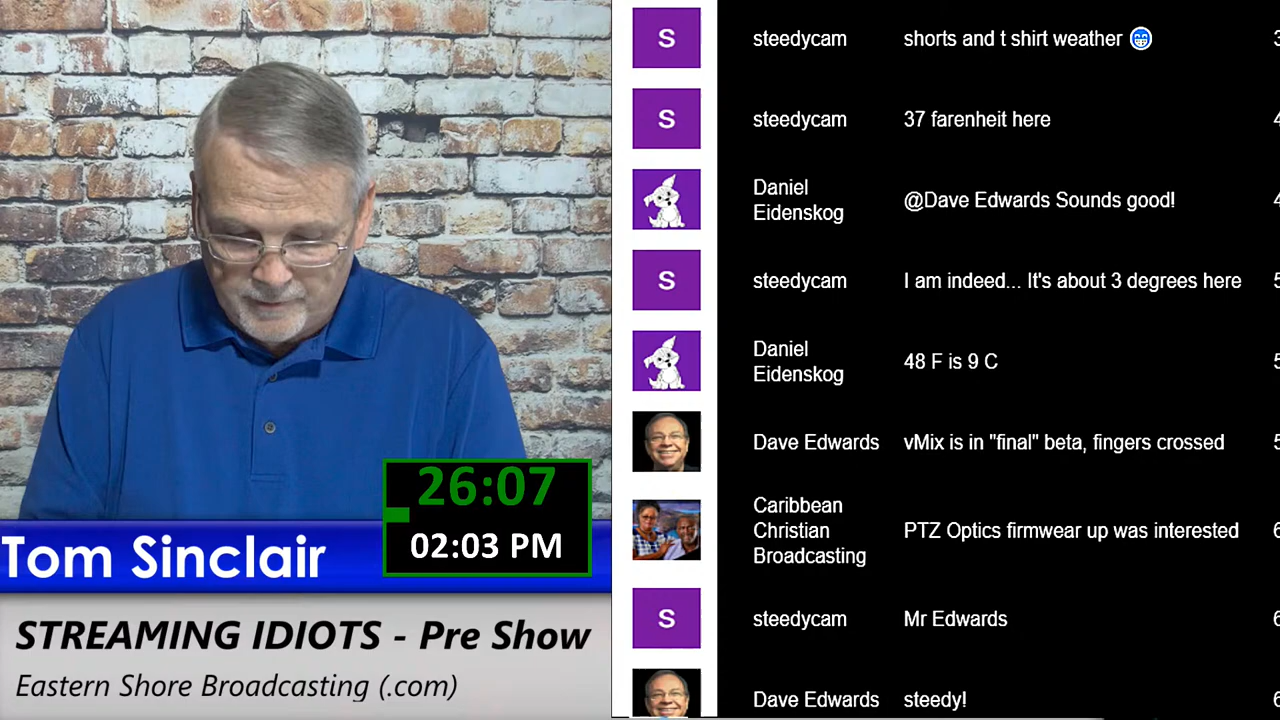 26:07
02:03 PM
Tom Sinclair
STREAMING IDIOTS - Pre Show
Eastern Shore Broadcasting (.com)
S
steedycam
shorts and t shirt weather 😁
S
steedycam
37 farenheit here
Daniel
Eidenskog
@Dave Edwards Sounds good!
S
steedycam
I am indeed... It's about 3 degrees here
Daniel
Eidenskog
48 F is 9 C
Dave Edwards
vMix is in "final" beta, fingers crossed
Caribbean
Christian
Broadcasting
PTZ Optics firmwear up was interested
S
steedycam
Mr Edwards
Dave Edwards
steedy!